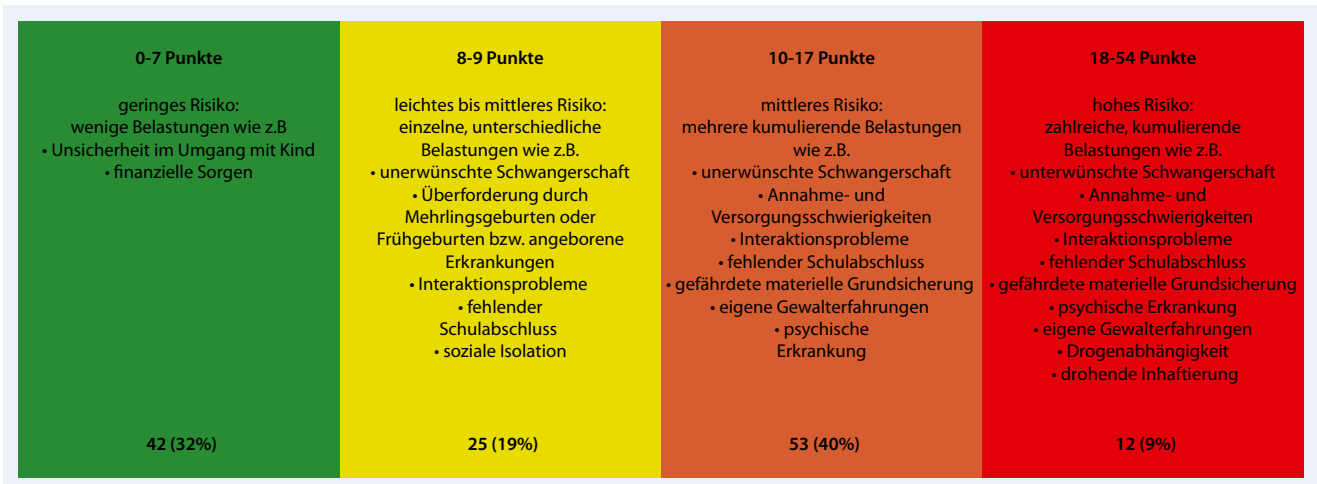 0-7 Punkte
geringes Risiko:
wenige Belastungen wie z.B
• Unsicherheit im Umgang mit Kind
• finanzielle Sorgen
42 (32%)
8-9 Punkte
leichtes bis mittleres Risiko:
einzelne, unterschiedliche
Belastungen wie z.B.
• unerwünschte Schwangerschaft
• Überforderung durch
Mehrlingsgeburten oder
Frühgeburten bzw. angeborene
Erkrankungen
• Interaktionsprobleme
• fehlender
Schulabschluss
• soziale Isolation
25 (19%)
10-17 Punkte
mittleres Risiko:
mehrere kumulierende Belastungen
wie z.B.
• unerwünschte Schwangerschaft
• Annahme- und
Versorgungsschwierigkeiten
• Interaktionsprobleme
• fehlender Schulabschluss
• gefährdete materielle Grundsicherung
• eigene Gewalterfahrungen
• psychische
Erkrankung
53 (40%)
18-54 Punkte
hohes Risiko:
zahlreiche, kumulierende
Belastungen wie z.B.
• unterwünschte Schwangerschaft
• Annahme- und
Versorgungsschwierigkeiten
• Interaktionsprobleme
• fehlender Schulabschluss
• gefährdete materielle Grundsicherung
• psychische Erkrankung
• eigene Gewalterfahrungen
• Drogenabhängigkeit
• drohende Inhaftierung
12 (9%)